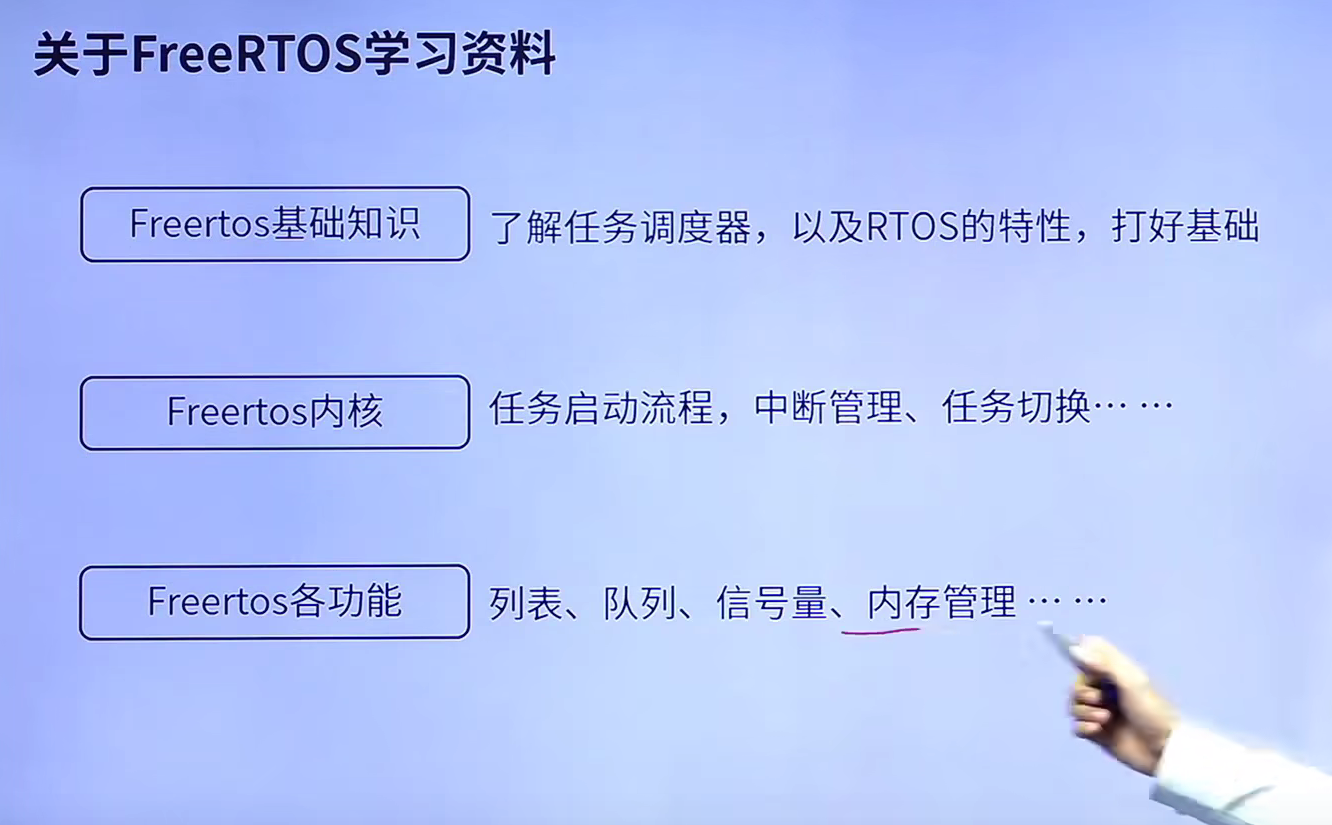 关于FreeRTOS学习资料
Freertos基础知识 了解任务调度器，以及RTOS的特性，打好基础
Freertos内核 任务启动流程，中断管理、任务切换… …
Freertos各功能 列表、队列、信号量、内存管理 … …